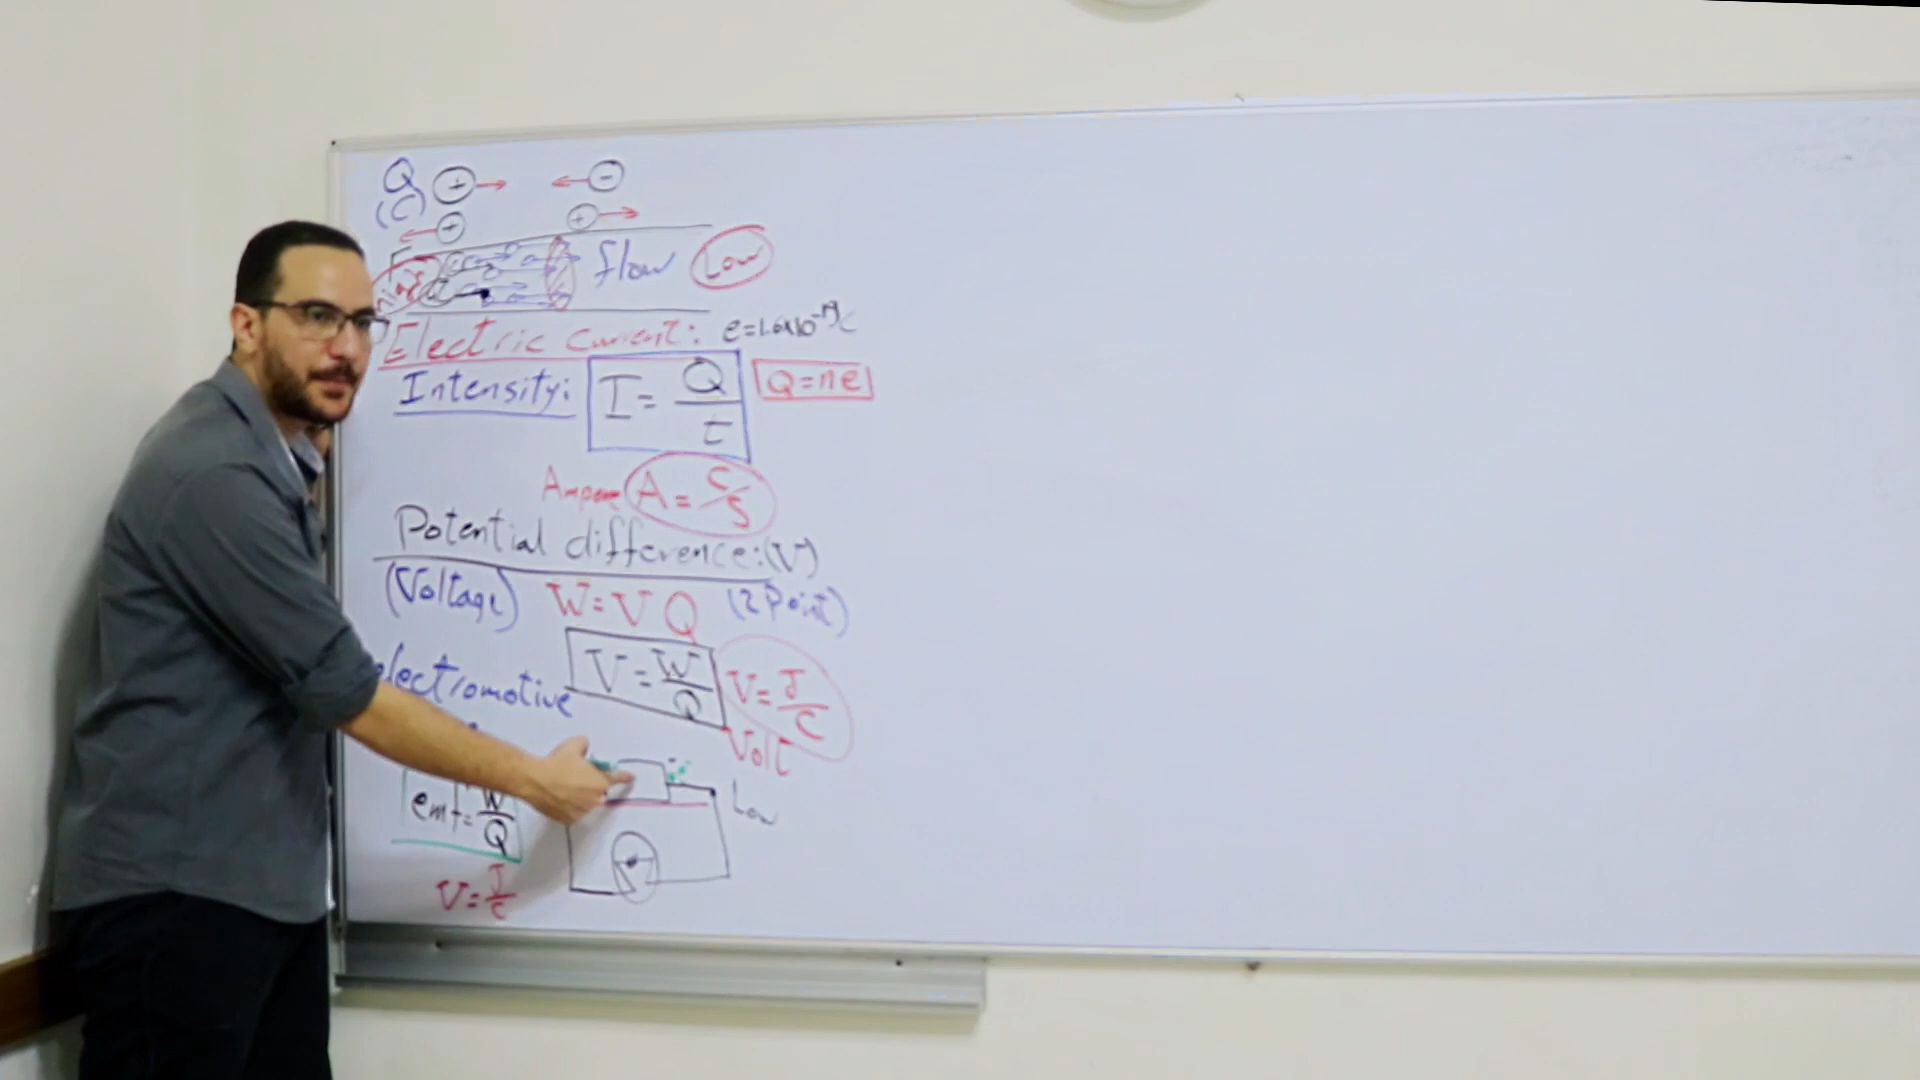 Q
(C)
+ -
+ +
flow Low
Electric Current: e=1.6x10^-19 C
Intensity: I = Q/t Q=ne
Ampere A = C/S
Potential difference:(V)
(Voltage) W=VQ (2 Point)
V = W/Q V = J/C
electromotive Volt
Low
emf = W/Q
V = J/C